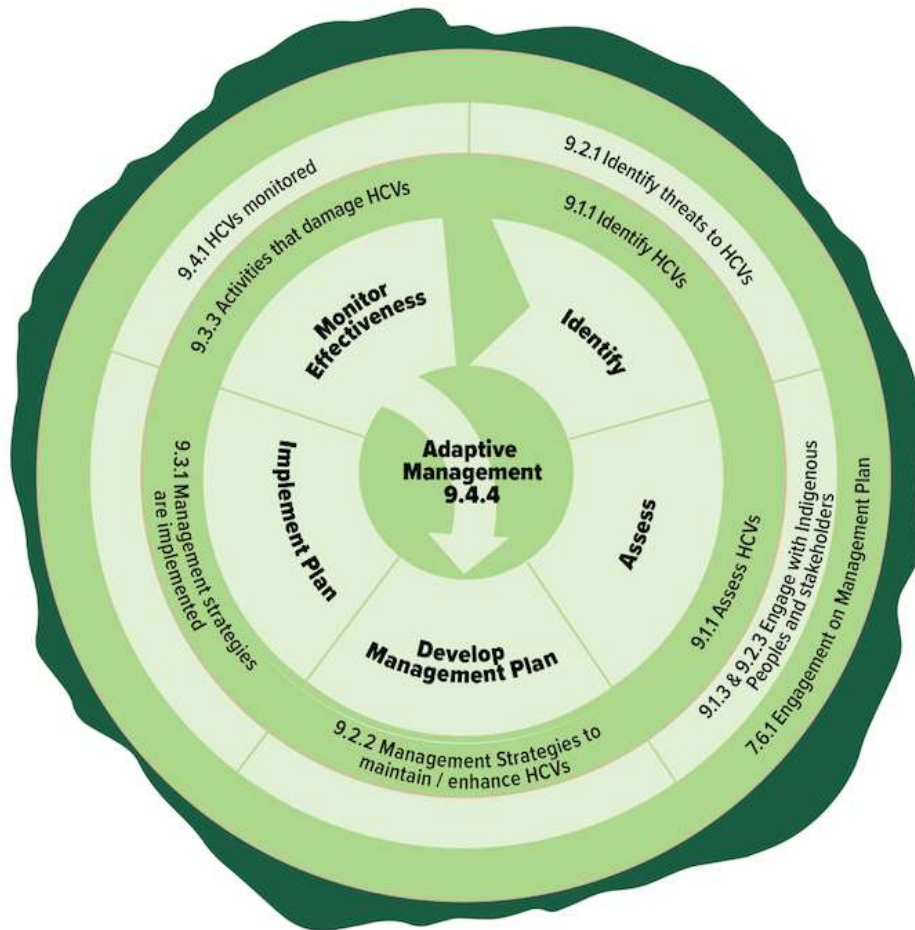 9.2.1 Identify threats to HCVs
9.1.1 Identify HCVs
Identify
9.4.1 HCVs monitored
9.3.3 Activities that damage HCVs
Monitor
Effectiveness
Adaptive
Management
9.4.4
Implement Plan
9.3.1 Management strategies
are implemented
Assess
9.1.1 Assess HCVs
9.1.3 & 9.2.3 Engage with Indigenous
Peoples and stakeholders
7.6.1 Engagement on Management Plan
Develop
Management Plan
9.2.2 Management Strategies to
maintain / enhance HCVs